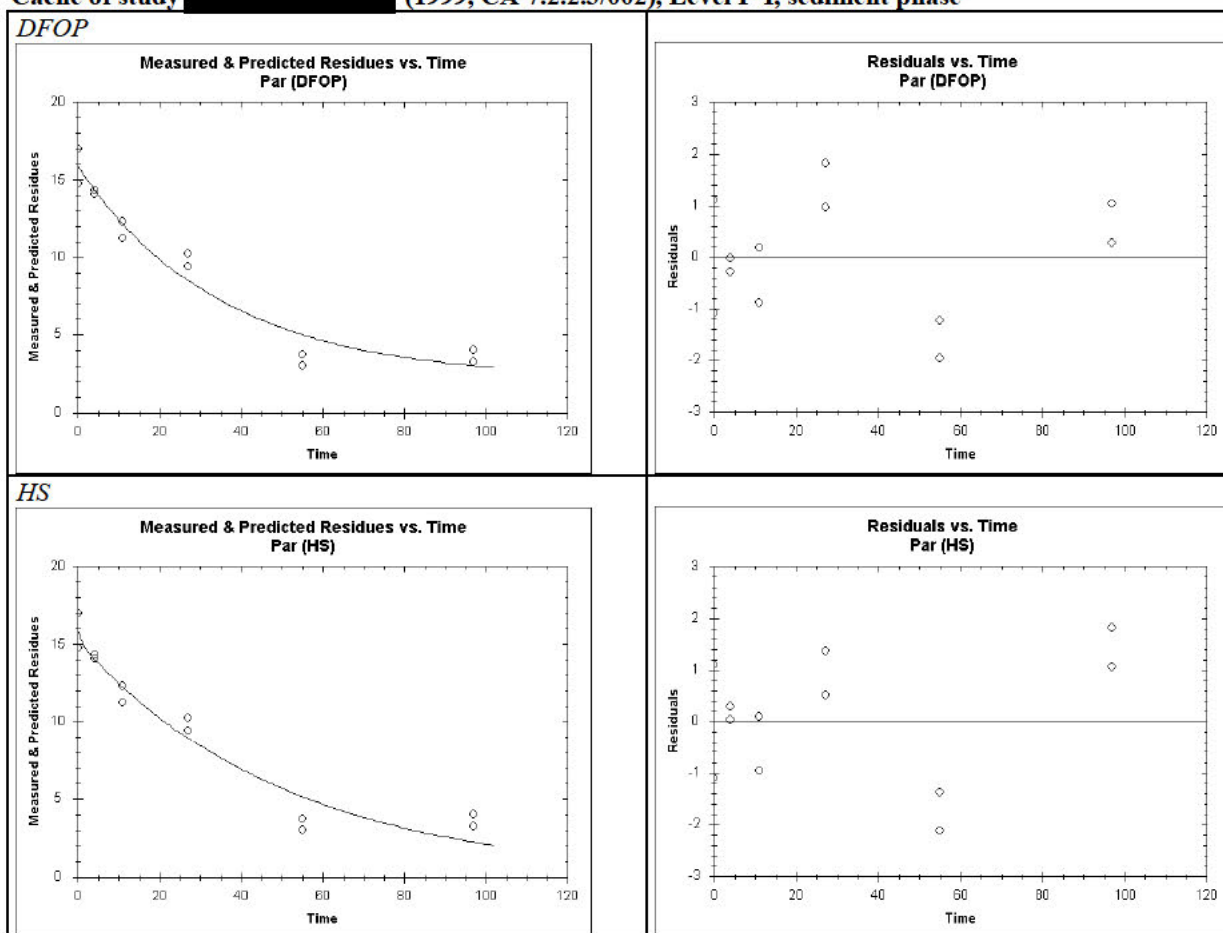 Cache of study (1999, CA 7.2.2.3/002), Level P-I, sediment phase
DFOP
Measured & Predicted Residues vs. Time
Par (DFOP)
Measured & Predicted Residues
20
15
10
5
0
0 20 40 60 80 100 120
Time
Residuals vs. Time
Par (DFOP)
Residuals
3
2
1
0
-1
-2
-3
0 20 40 60 80 100 120
Time
HS
Measured & Predicted Residues vs. Time
Par (HS)
Measured & Predicted Residues
20
15
10
5
0
0 20 40 60 80 100 120
Time
Residuals vs. Time
Par (HS)
Residuals
3
2
1
0
-1
-2
-3
0 20 40 60 80 100 120
Time